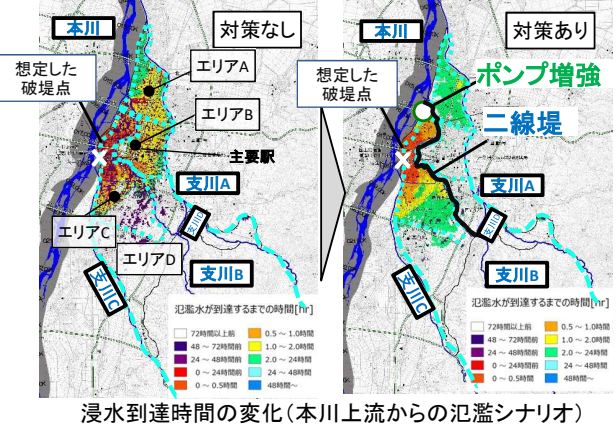 本川
対策なし
想定した
破堤点
エリアA
エリアB
主要駅
支川A
エリアC
支川D
エリアD
支川B
支川C
氾濫水が到達するまでの時間[hr]
72時間以上前
48 ～ 72時間前
24 ～ 48時間前
0 ～ 24時間前
0 ～ 0.5時間
0.5 ～ 1.0時間
1.0 ～ 2.0時間
2.0 ～ 24時間
24 ～ 48時間
48時間～
本川
対策あり
想定した
破堤点
ポンプ増強
二線堤
支川A
支川D
支川B
支川C
氾濫水が到達するまでの時間[hr]
72時間以上前
48 ～ 72時間前
24 ～ 48時間前
0 ～ 24時間前
0 ～ 0.5時間
0.5 ～ 1.0時間
1.0 ～ 2.0時間
2.0 ～ 24時間
24 ～ 48時間
48時間～
浸水到達時間の変化（本川上流からの氾濫シナリオ）